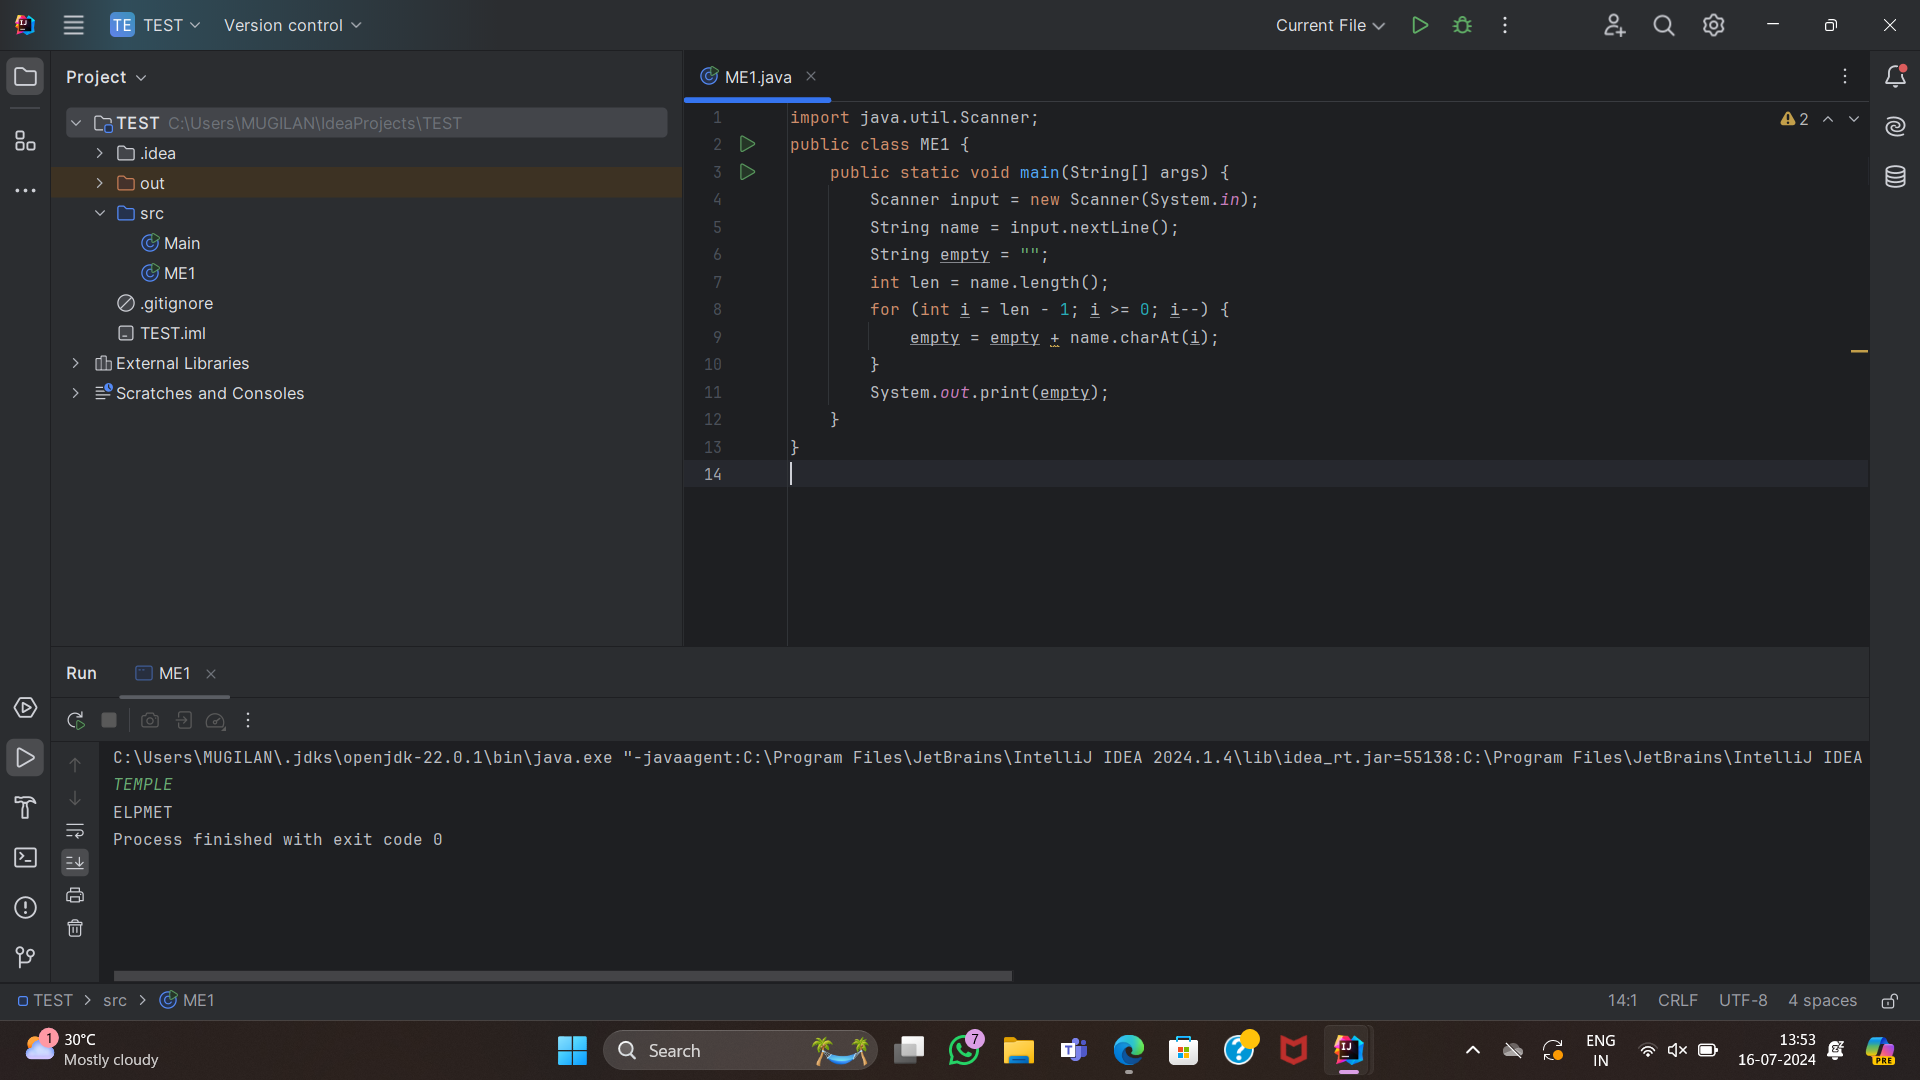 TE TEST Version control
Current File
Project
ME1.java
TEST C:\Users\MUGILAN\IdeaProjects\TEST
.idea
out
src
Main
ME1
.gitignore
TEST.iml
External Libraries
Scratches and Consoles
2
1 import java.util.Scanner;
2 public class ME1 {
3 public static void main(String[] args) {
4 Scanner input = new Scanner(System.in);
5 String name = input.nextLine();
6 String empty = "";
7 int len = name.length();
8 for (int i = len - 1; i >= 0; i--) {
9 empty = empty + name.charAt(i);
10 }
11 System.out.print(empty);
12 }
13 }
14
Run ME1
C:\Users\MUGILAN\.jdks\openjdk-22.0.1\bin\java.exe "-javaagent:C:\Program Files\JetBrains\IntelliJ IDEA 2024.1.4\lib\idea_rt.jar=55138:C:\Program Files\JetBrains\IntelliJ IDEA
TEMPLE
ELPMET
Process finished with exit code 0
TEST > src > ME1
14:1 CRLF UTF-8 4 spaces
1
30°C
Mostly cloudy
Search
7
ENG
IN
13:53
16-07-2024
PRE